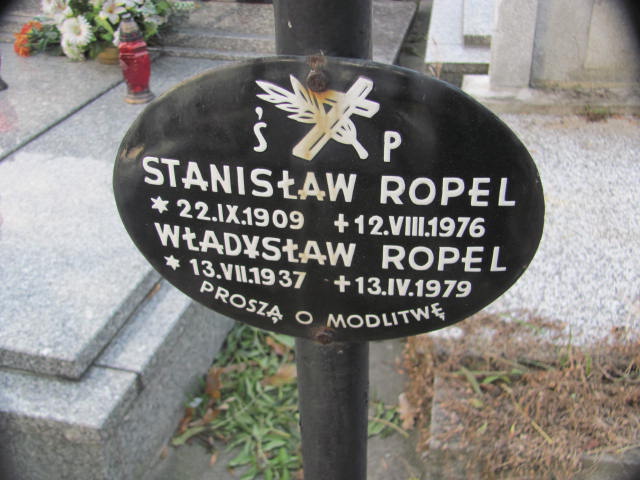 Ś P
STANISŁAW ROPEL
* 22.IX.1909 + 12.VIII.1976
WŁADYSŁAW ROPEL
* 13.VII.1937 + 13.IV.1979
PROSZĄ O MODLITWĘ